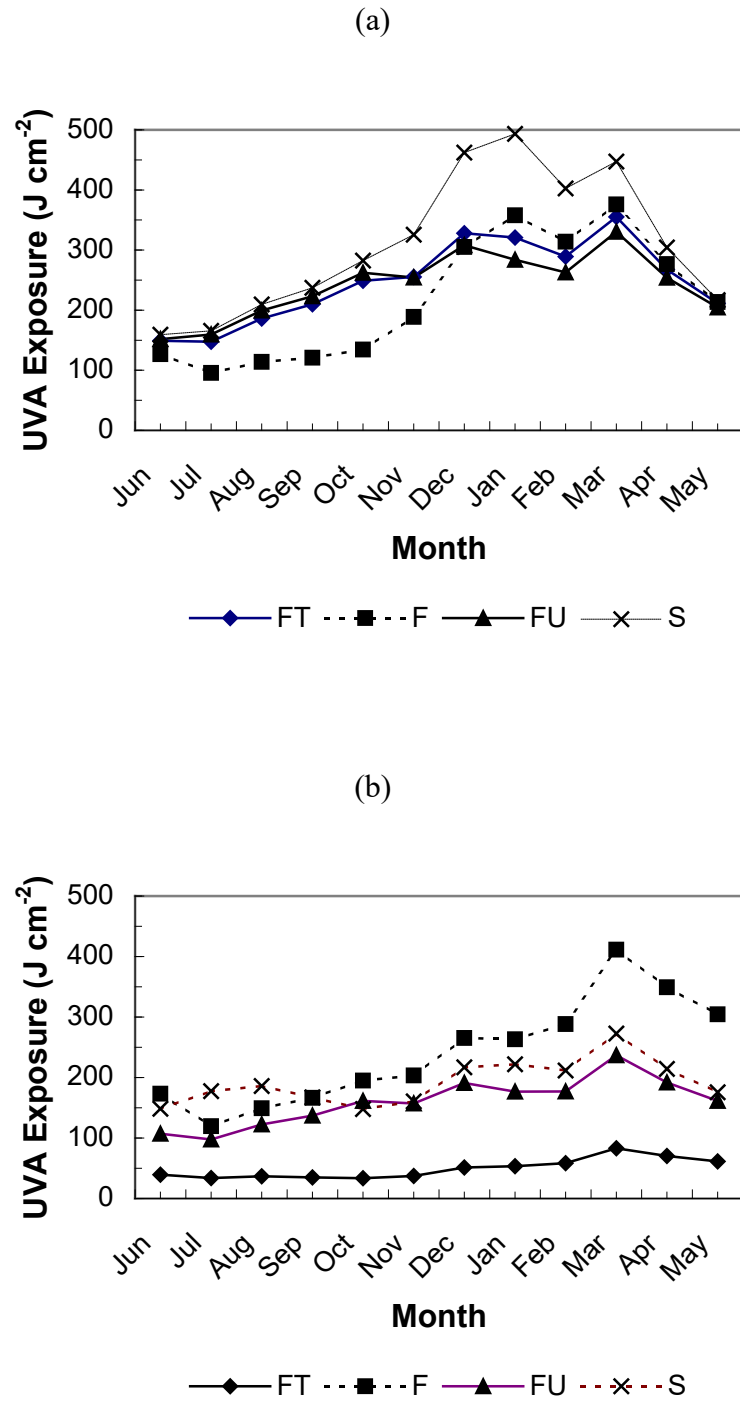 (a)
UVA Exposure (J cm⁻²)
500
400
300
200
100
0
Jun Jul Aug Sep Oct Nov Dec Jan Feb Mar Apr May
Month
FT F FU S
(b)
UVA Exposure (J cm⁻²)
500
400
300
200
100
0
Jun Jul Aug Sep Oct Nov Dec Jan Feb Mar Apr May
Month
FT F FU S